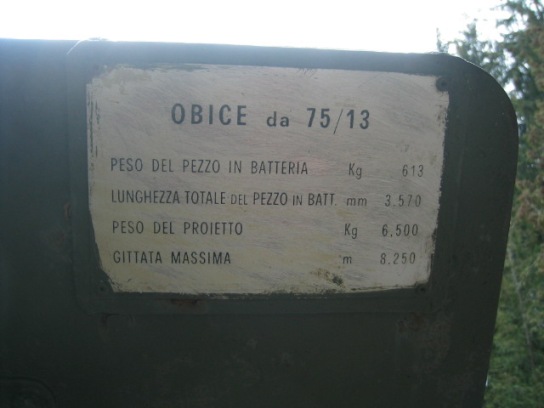 OBICE da 75/13
PESO DEL PEZZO IN BATTERIA Kg 613
LUNGHEZZA TOTALE DEL PEZZO IN BATT. mm 3.570
PESO DEL PROIETTO Kg 6.500
GITTATA MASSIMA m 8.250